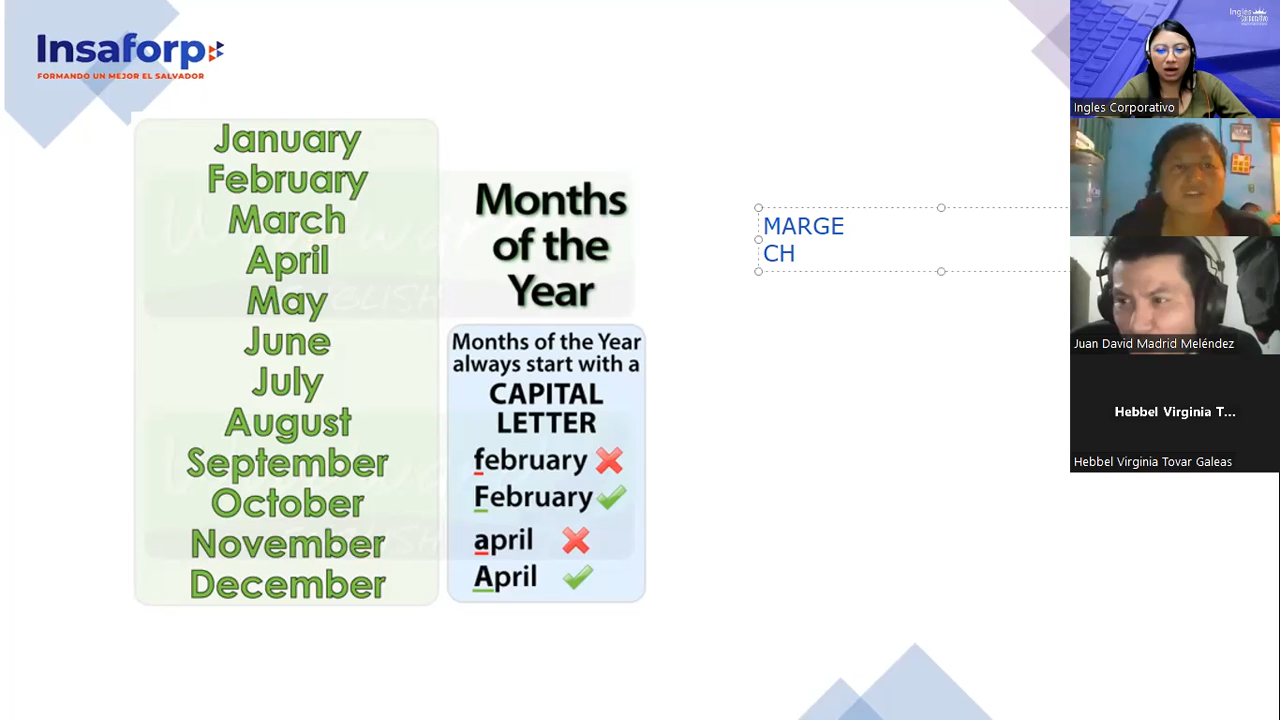 Insaforp
FORMANDO UN MEJOR EL SALVADOR
January
February
March
April
May
June
July
August
September
October
November
December
Months
of the
Year
Months of the Year
always start with a
CAPITAL
LETTER
february
February
april
April
MARGE
CH
Ingles
Ingles Corporativo
Juan David Madrid Meléndez
Hebbel Virginia T...
Hebbel Virginia Tovar Galeas